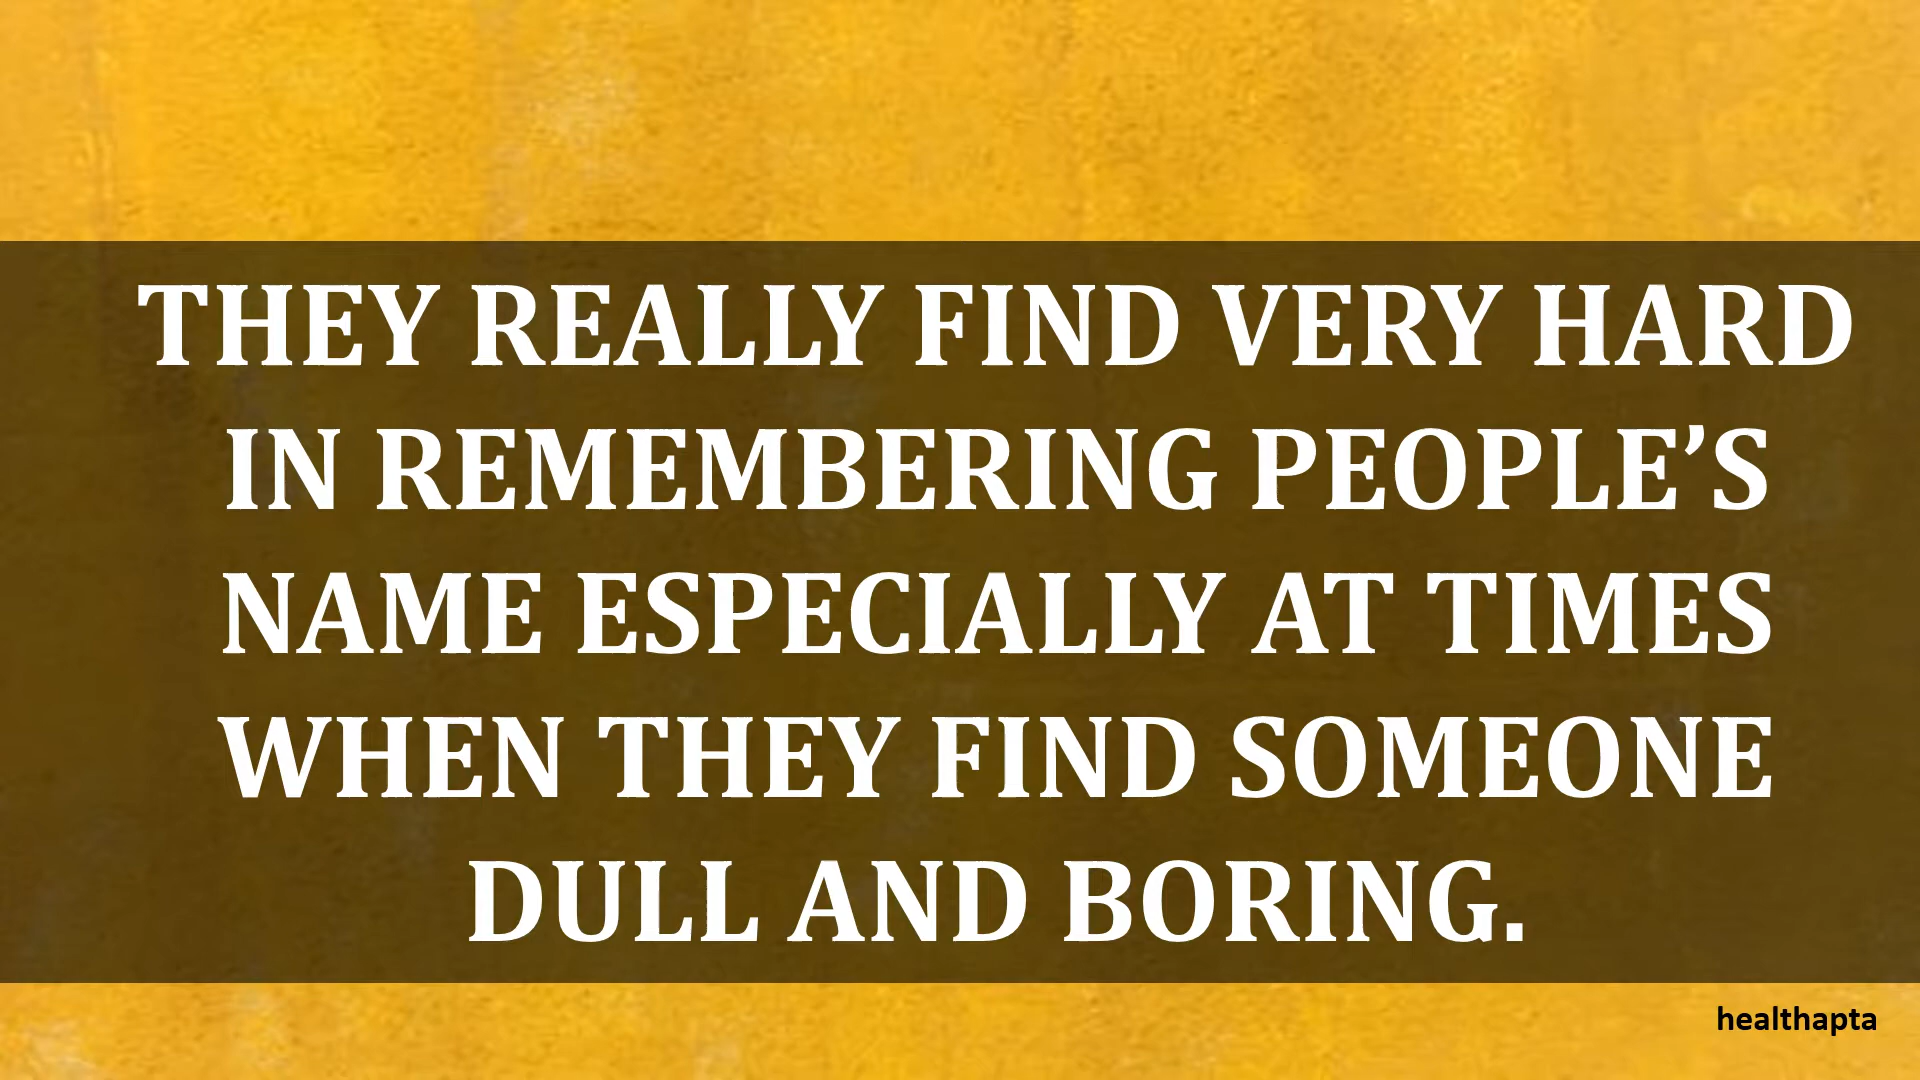 THEY REALLY FIND VERY HARD
IN REMEMBERING PEOPLE’S
NAME ESPECIALLY AT TIMES
WHEN THEY FIND SOMEONE
DULL AND BORING.
healthapta